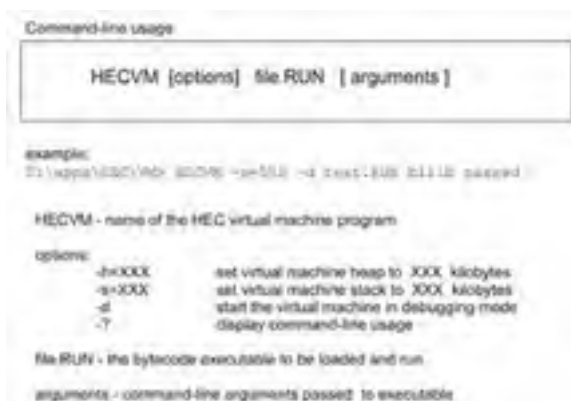 Command-line usage
HECVM [options] file.RUN [ arguments ]
example:
HECVM - name of the HEC virtual machine program
options:
-h=XXX set virtual machine heap to XXX kilobytes
-s=XXX set virtual machine stack to XXX kilobytes
-d start the virtual machine in debugging mode
-? display command-line usage
file.RUN - the bytecode executable to be loaded and run
arguments - command-line arguments passed to executable